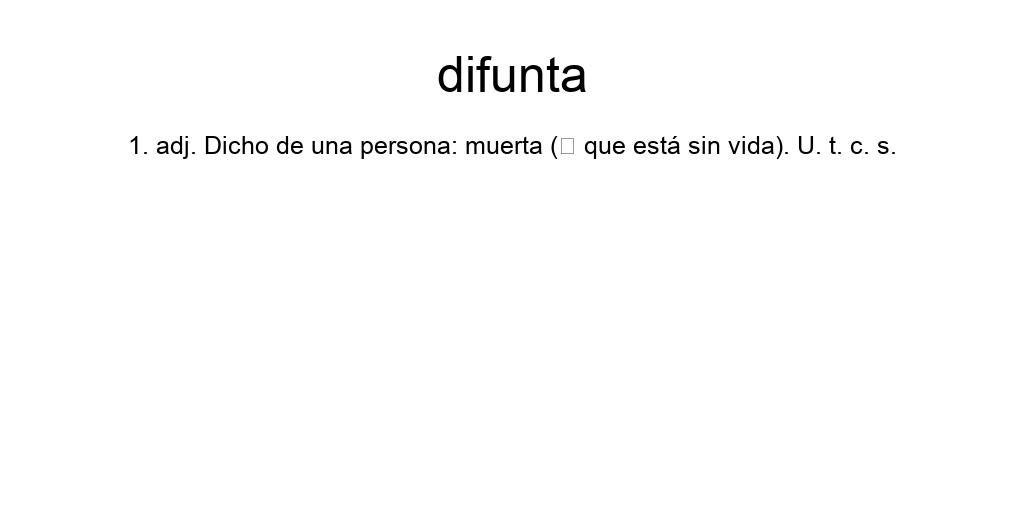 difunta
1. adj. Dicho de una persona: muerta (□ que está sin vida). U. t. c. s.